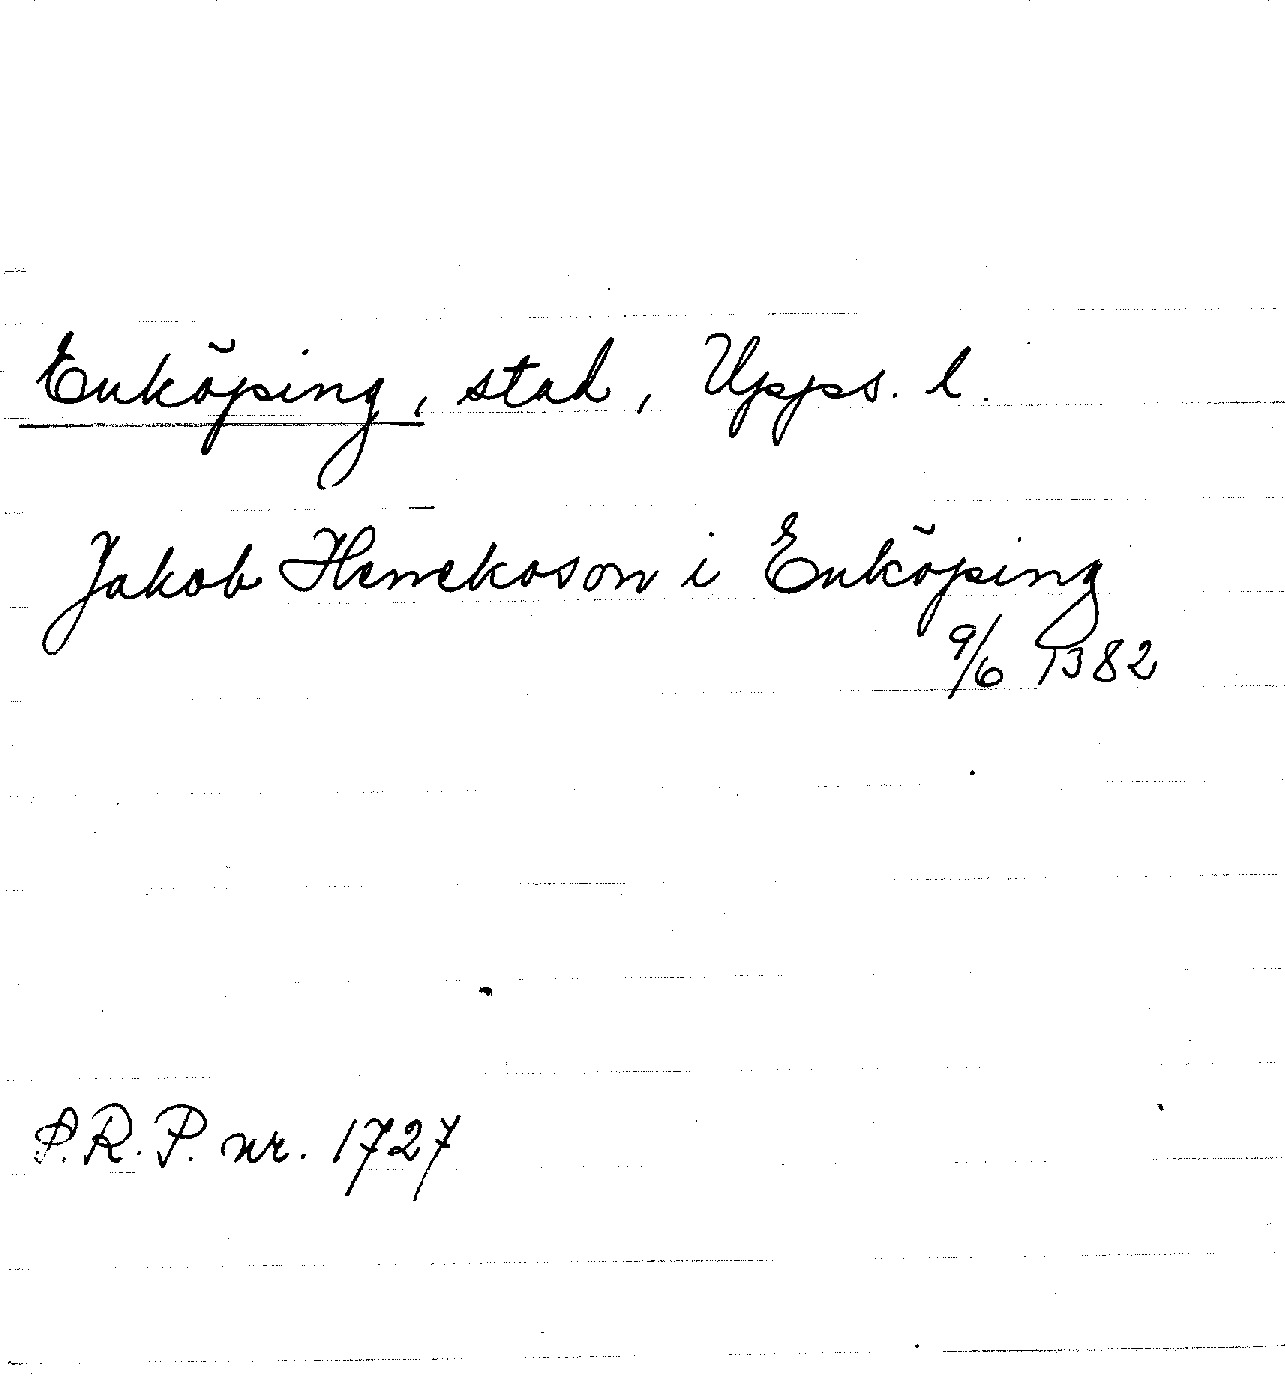 Enköping, stad, Upps. l.
Jakob Henekoson i Enköping
9/6 1382
S.R.P. nr. 1727